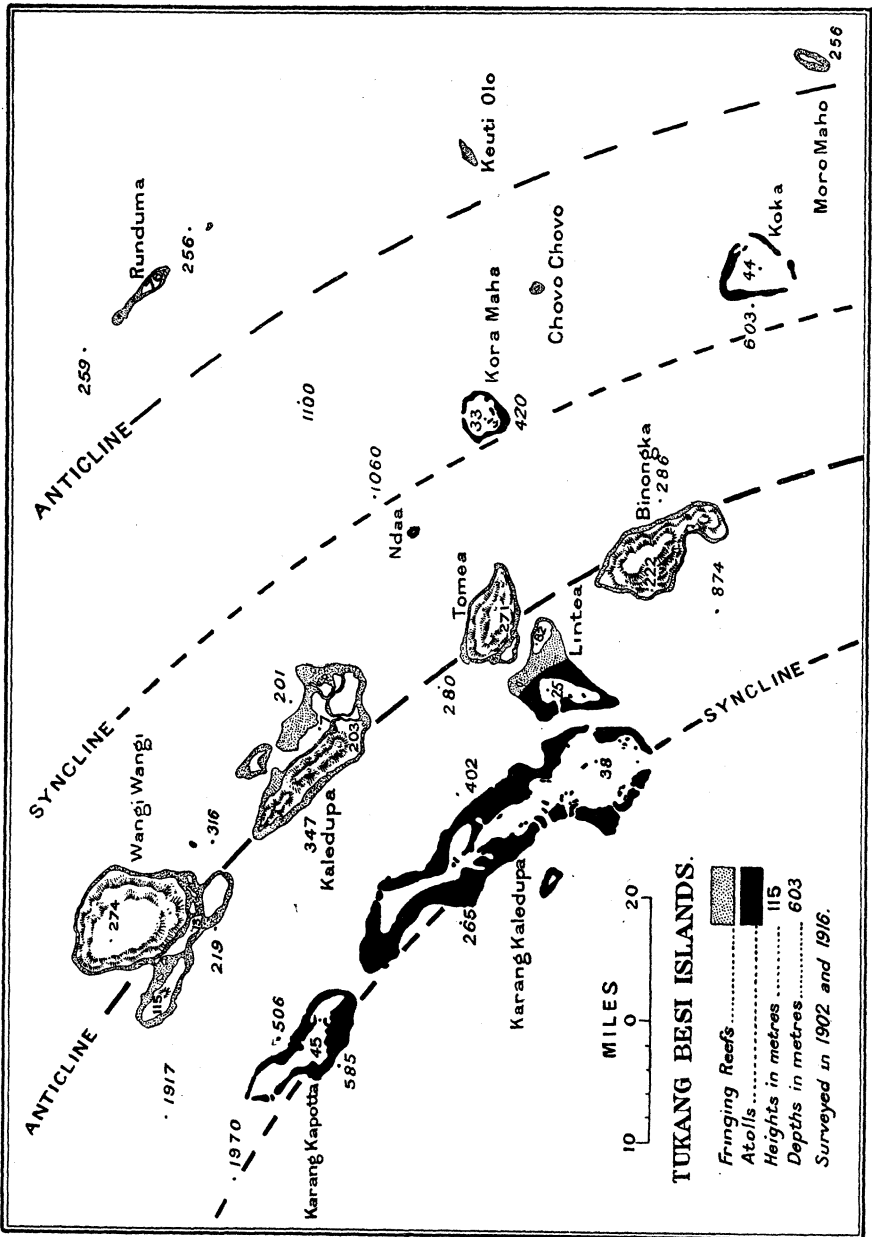 ANTICLINE
SYNCLINE
ANTICLINE
SYNCLINE
Wangi Wangi
274
115
5
219
316
1917
1970
Karang Kapotta
506
45
585
347
Kaledupa
201
7
203
Karang Kaledupa
265
402
38
280
Tomea
271
Lintea
62
25
Ndaa
1060
1100
Binongka
286
222
874
Kora Maha
33
420
Chovo Chovo
Keuti Olo
Runduma
256
259
Koka
44
603
Moro Maho
256
MILES
10 0 20
TUKANG BESI ISLANDS.
Fringing Reefs
Atolls
Heights in metres 115
Depths in metres 603
Surveyed in 1902 and 1916.